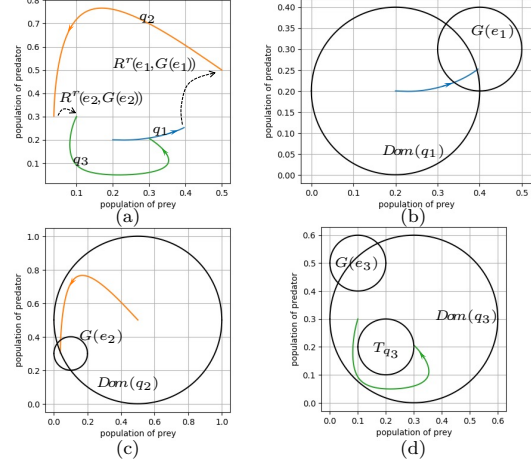 population of predator
0.8
0.7
0.6
0.5
0.4
0.3
0.2
0.1
q₂
Rʳ(e₁,G(e₁))
Rʳ(e₂,G(e₂))
q₁
q₃
0.1 0.2 0.3 0.4 0.5
population of prey
(a)
population of predator
0.40
0.35
0.30
0.25
0.20
0.15
0.10
0.05
0.00
G(e₁)
Dom(q₁)
0.0 0.1 0.2 0.3 0.4 0.5
population of prey
(b)
population of predator
1.0
0.8
0.6
0.4
0.2
0.0
G(e₂)
Dom(q₂)
0.0 0.2 0.4 0.6 0.8 1.0
population of prey
(c)
population of predator
0.6
0.5
0.4
0.3
0.2
0.1
0.0
G(e₃)
Dom(q₃)
T_q₃
0.0 0.1 0.2 0.3 0.4 0.5 0.6
population of prey
(d)